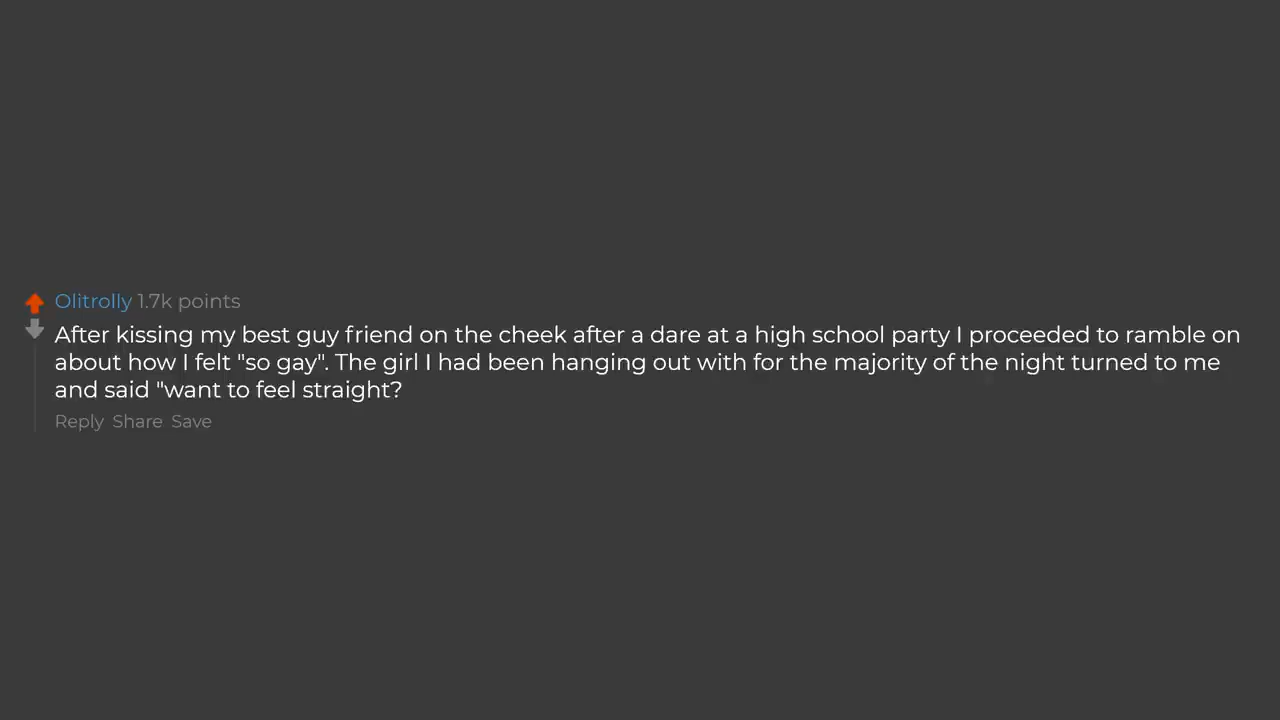 Olitrolly 1.7k points
After kissing my best guy friend on the cheek after a dare at a high school party I proceeded to ramble on
about how I felt "so gay". The girl I had been hanging out with for the majority of the night turned to me
and said "want to feel straight?
Reply Share Save